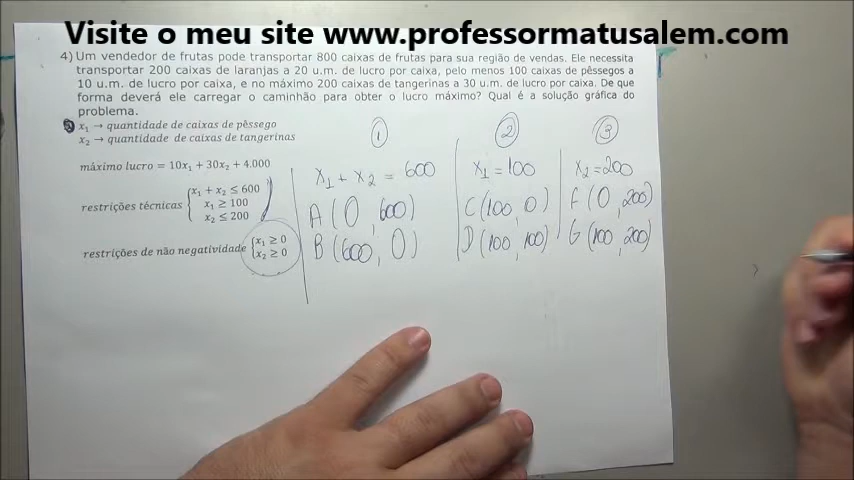 Visite o meu site www.professormatusalem.com
4) Um vendedor de frutas pode transportar 800 caixas de frutas para sua região de vendas. Ele necessita
transportar 200 caixas de laranjas a 20 u.m. de lucro por caixa, pelo menos 100 caixas de pêssegos a
10 u.m. de lucro por caixa, e no máximo 200 caixas de tangerinas a 30 u.m. de lucro por caixa. De que
forma deverá ele carregar o caminhão para obter o lucro máximo? Qual é a solução gráfica do
problema.
x₁ → quantidade de caixas de pêssego
x₂ → quantidade de caixas de tangerinas
máximo lucro = 10x₁ + 30x₂ + 4.000
restrições técnicas { x₁ + x₂ ≤ 600
x₁ ≥ 100
x₂ ≤ 200
restrições de não negatividade { x₁ ≥ 0
x₂ ≥ 0
1
x₁ + x₂ = 600
A (0, 600)
B (600, 0)
2
x₁ = 100
C (100, 0)
D (100, 100)
3
x₂ = 200
F (0, 200)
G (100, 200)